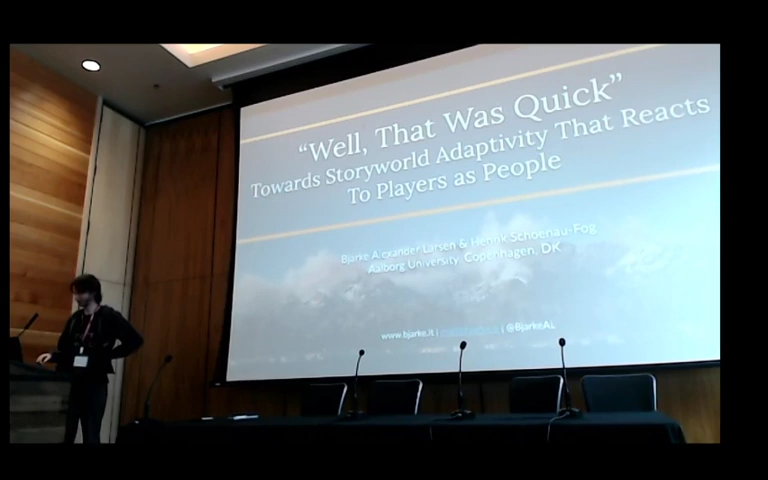 “Well, That Was Quick”
Towards Storyworld Adaptivity That Reacts
To Players as People
Bjarke Alexander Larsen & Henrik Schoenau-Fog
Aalborg University, Copenhagen, DK
www.bjarke.it | | @BjarkeAL